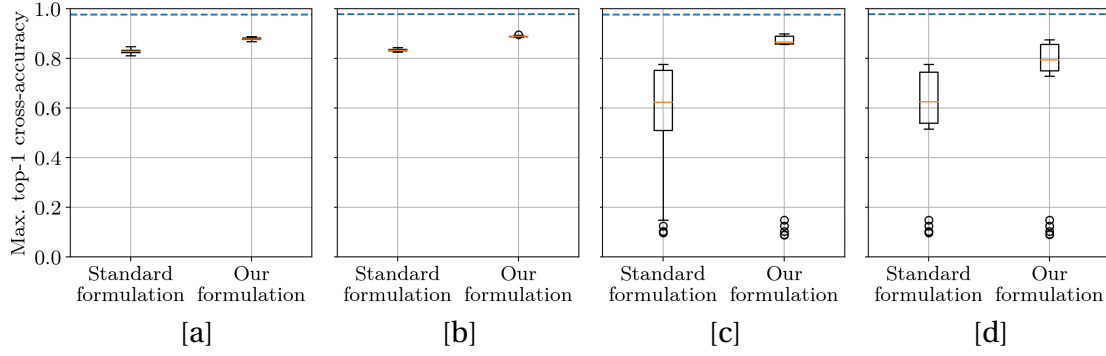 Max. top-1 cross-accuracy
1.0
0.8
0.6
0.4
0.2
0.0
Standard formulation
Our formulation
Standard formulation
Our formulation
Standard formulation
Our formulation
Standard formulation
Our formulation
[a]
[b]
[c]
[d]